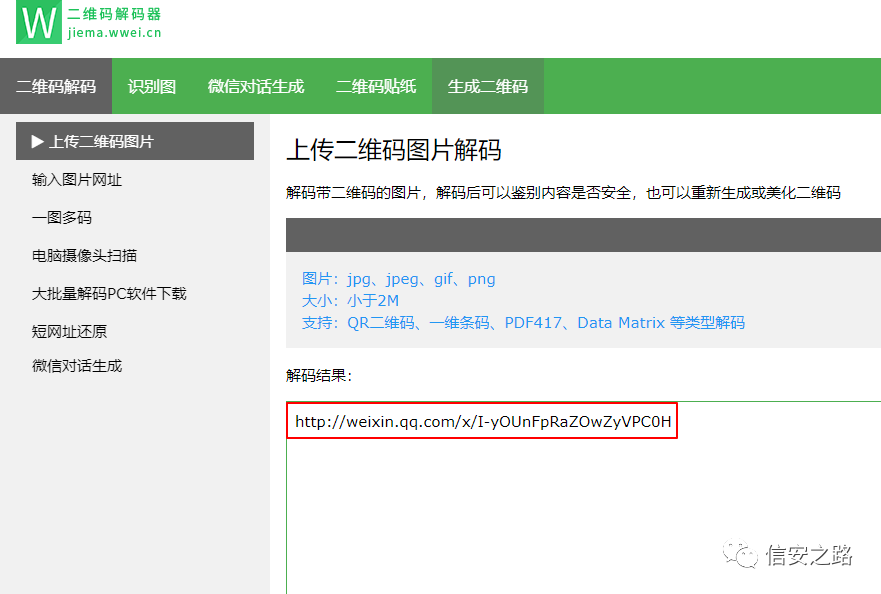 W 二维码解码器
jiema.wwei.cn
二维码解码 识别图 微信对话生成 二维码贴纸 生成二维码
▶ 上传二维码图片
输入图片网址
一图多码
电脑摄像头扫描
大批量解码PC软件下载
短网址还原
微信对话生成
上传二维码图片解码
解码带二维码的图片，解码后可以鉴别内容是否安全，也可以重新生成或美化二维码
图片：jpg、jpeg、gif、png
大小：小于2M
支持：QR二维码、一维条码、PDF417、Data Matrix 等类型解码
解码结果：
http://weixin.qq.com/x/I-yOUnFpRaZOwZyVPC0H
信安之路